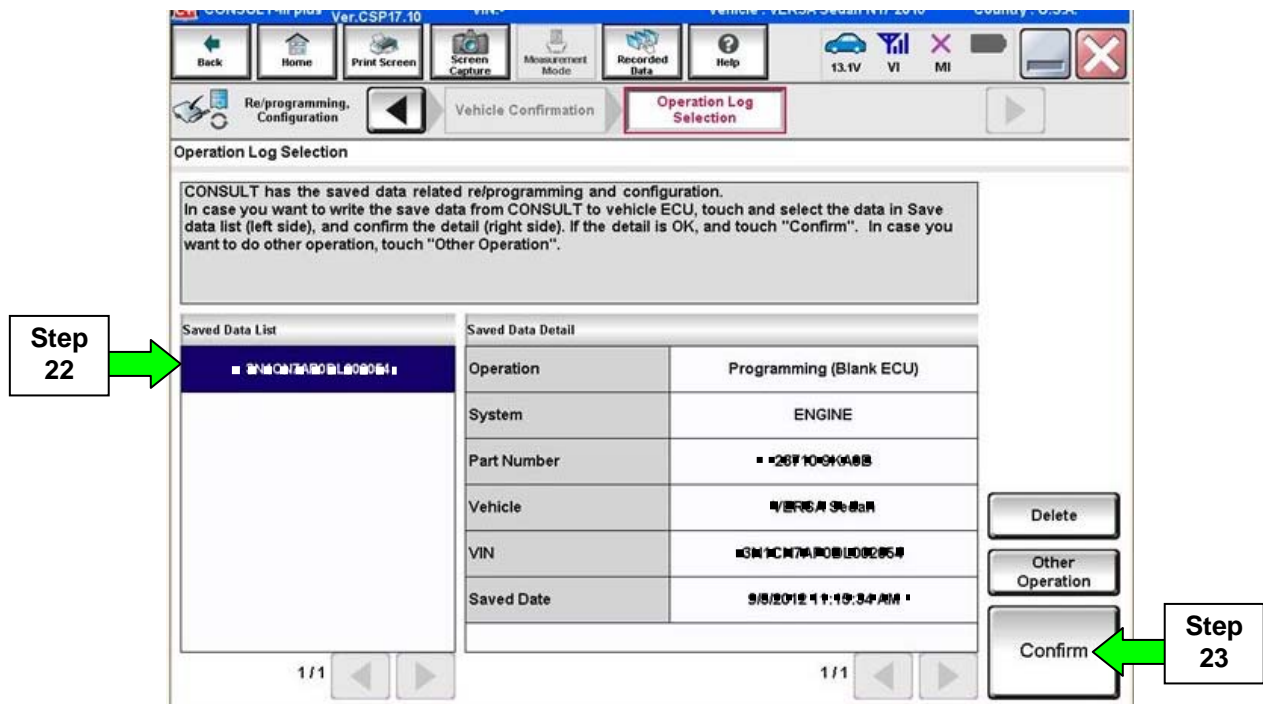 Ver.CSP17.10
Back
Home
Print Screen
Screen
Capture
Measurement
Mode
Recorded
Data
Help
13.1V
VI
MI
Re/programming,
Configuration
Vehicle Confirmation
Operation Log
Selection
Operation Log Selection
CONSULT has the saved data related re/programming and configuration.
In case you want to write the save data from CONSULT to vehicle ECU, touch and select the data in Save
data list (left side), and confirm the detail (right side). If the detail is OK, and touch "Confirm". In case you
want to do other operation, touch "Other Operation".
Step
22
Saved Data List
Saved Data Detail
Operation
Programming (Blank ECU)
System
ENGINE
Part Number
Vehicle
VERSA Sedan
VIN
Saved Date
Delete
Other
Operation
Confirm
Step
23
1/1
1/1